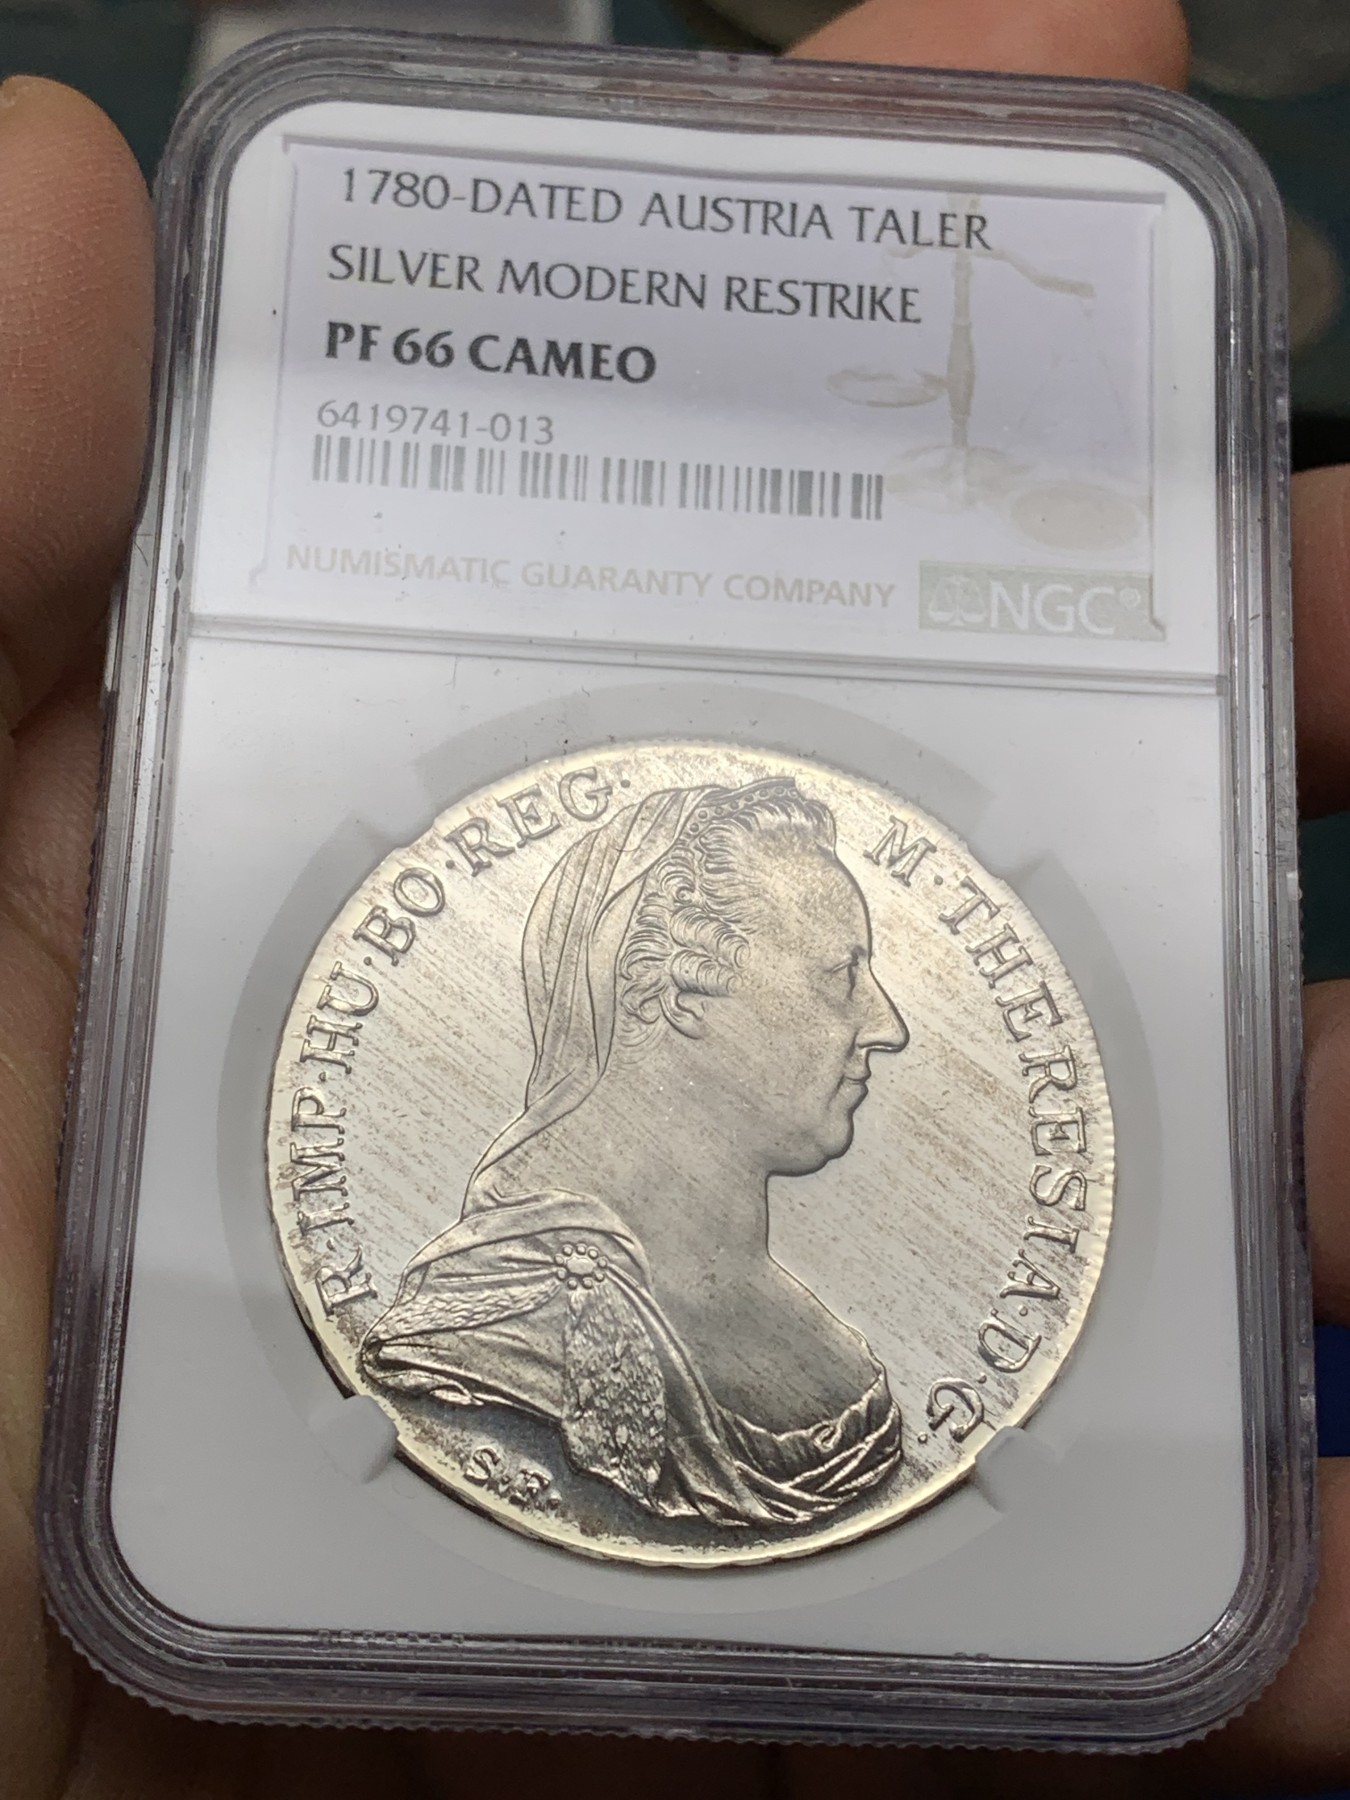 1780-DATED AUSTRIA TALER
SILVER MODERN RESTRIKE
PF 66 CAMEO
6419741-013
NUMISMATIC GUARANTY COMPANY
NGC®
R·IMP·HU·BO·REG·
M·THERESIA·D·G·
S·F·